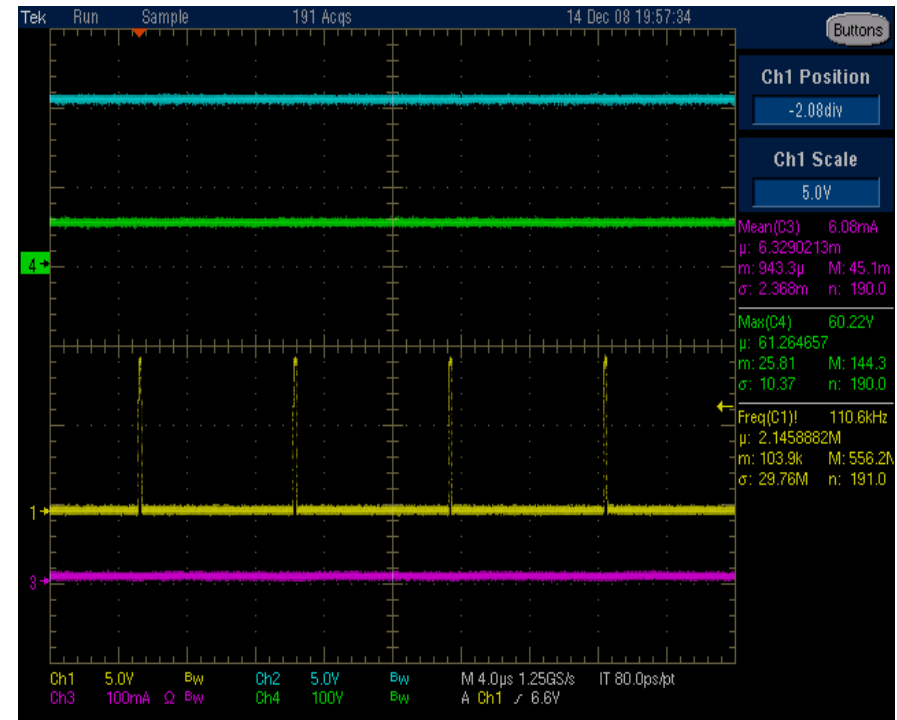 Tek Run Sample 191 Acqs 14 Dec 08 19:57:34
Buttons
Ch1 Position
-2.08div
Ch1 Scale
5.0V
Mean(C3) 6.08mA
µ: 6.3290213m
m: 943.3µ M: 45.1m
σ: 2.368m n: 190.0
4
Max(C4) 60.22V
µ: 61.264657
m: 25.81 M: 144.3
σ: 10.37 n: 190.0
Freq(C1)! 110.6kHz
µ: 2.1458882M
m: 103.9k M: 556.2M
σ: 29.76M n: 191.0
1
3
Ch1 5.0V Bw Ch2 5.0V Bw M 4.0µs 1.25GS/s IT 80.0ps/pt
Ch3 100mA Ω Bw Ch4 100V Bw A Ch1 ⌐ 6.6V